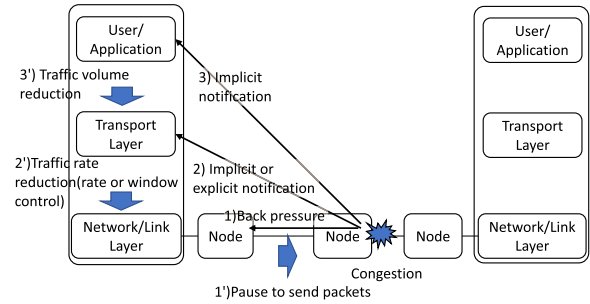 User/
Application
3') Traffic volume
reduction
Transport
Layer
2')Traffic rate
reduction(rate or window
control)
Network/Link
Layer
3) Implicit
notification
2) Implicit or
explicit notification
1)Back pressure
Node
Node
Node
Congestion
1')Pause to send packets
User/
Application
Transport
Layer
Network/Link
Layer